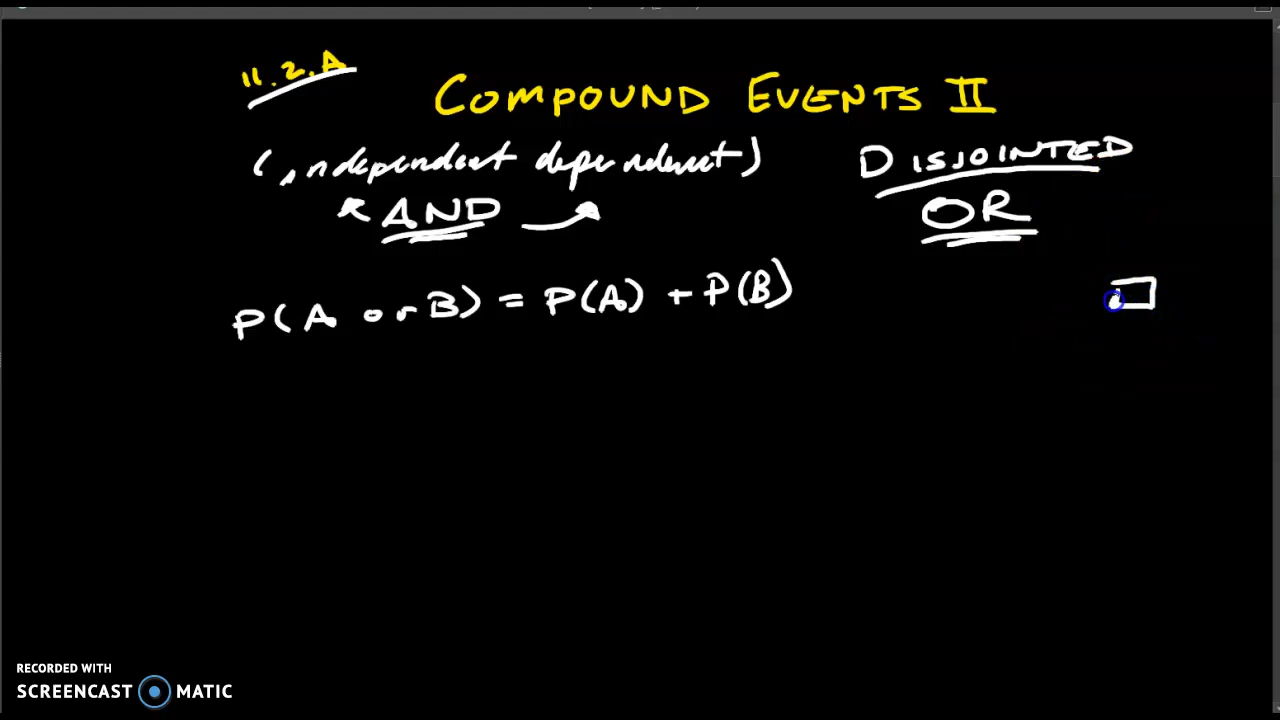 11.2.A
COMPOUND EVENTS II
(independent dependent) DISJOINTED
AND OR
P(A or B) = P(A) + P(B)
RECORDED WITH
SCREENCAST MATIC